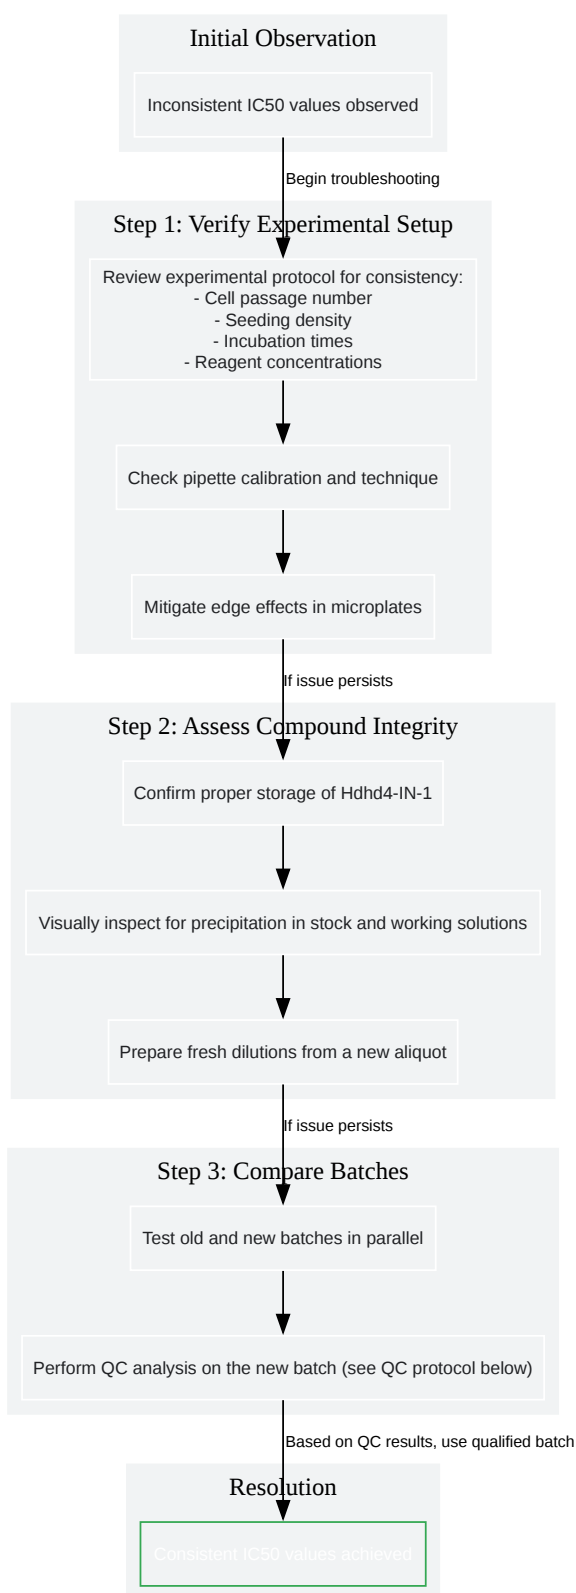 Initial Observation
Inconsistent IC50 values observed
Begin troubleshooting
Step 1: Verify Experimental Setup
Review experimental protocol for consistency:
- Cell passage number
- Seeding density
- Incubation times
- Reagent concentrations
Check pipette calibration and technique
Mitigate edge effects in microplates
If issue persists
Step 2: Assess Compound Integrity
Confirm proper storage of Hdhd4-IN-1
Visually inspect for precipitation in stock and working solutions
Prepare fresh dilutions from a new aliquot
If issue persists
Step 3: Compare Batches
Test old and new batches in parallel
Perform QC analysis on the new batch (see QC protocol below)
Based on QC results, use qualified batch
Resolution
Consistent IC50 values achieved